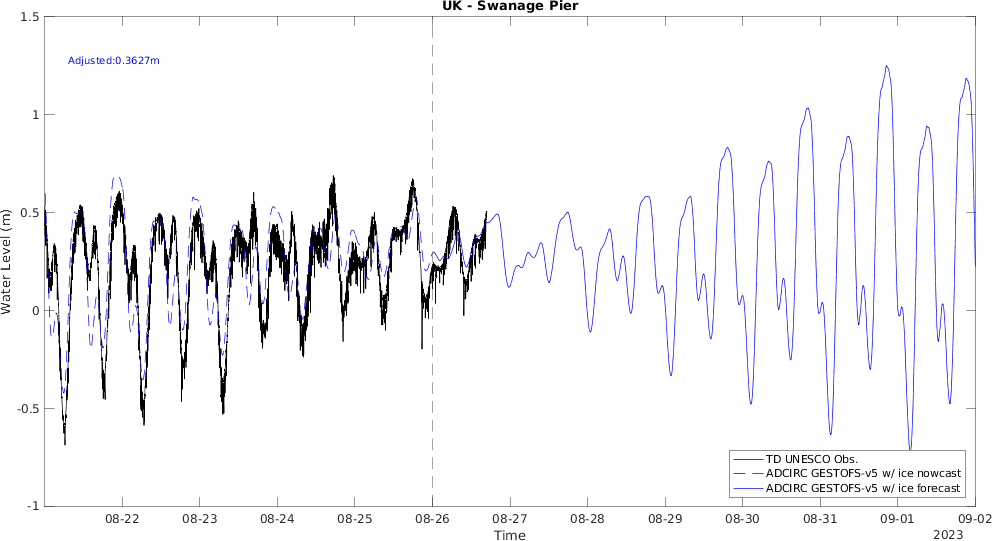 UK - Swanage Pier
Adjusted:0.3627m
Water Level (m)
1.5
1
0.5
0
-0.5
-1
TD UNESCO Obs.
ADCIRC GESTOFS-v5 w/ ice nowcast
ADCIRC GESTOFS-v5 w/ ice forecast
08-22 08-23 08-24 08-25 08-26 08-27 08-28 08-29 08-30 08-31 09-01 09-02
Time
2023